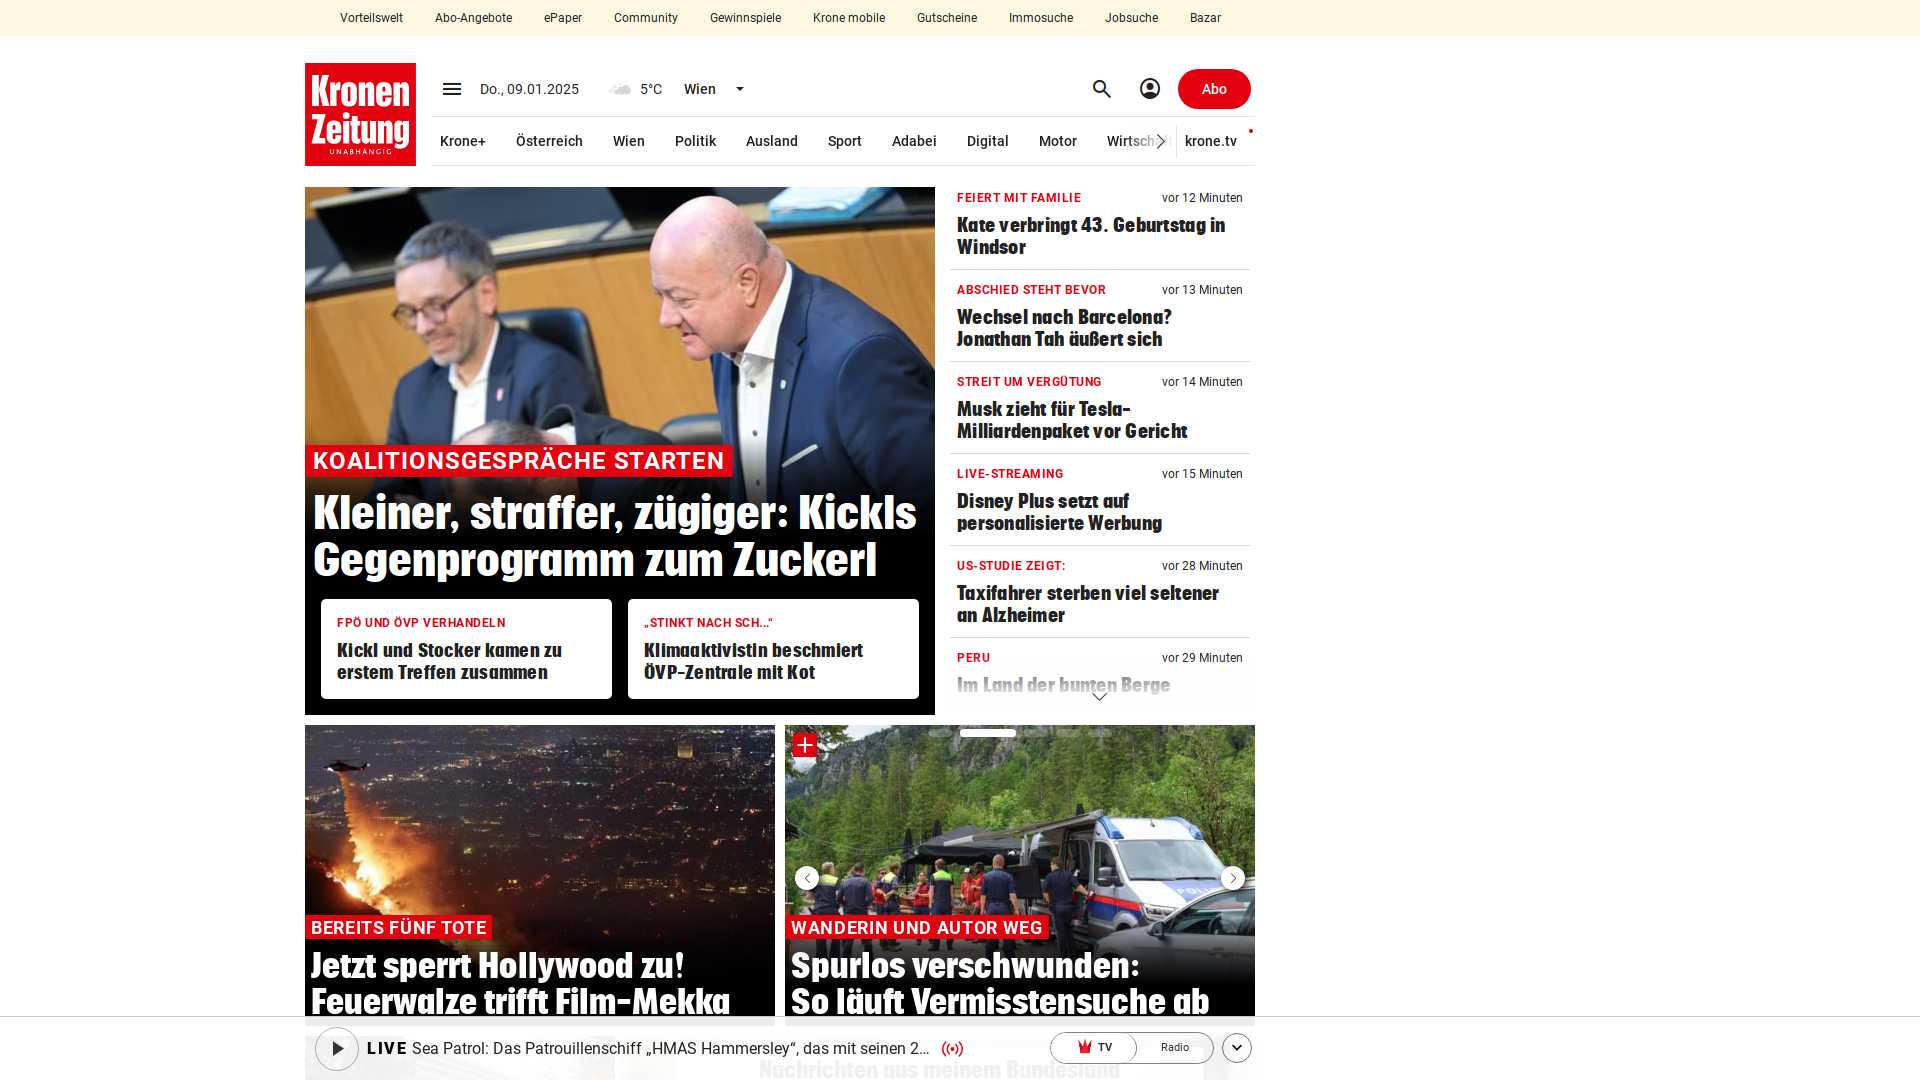 Vorteilswelt
Abo-Angebote
ePaper
Community
Gewinnspiele
Krone mobile
Gutscheine
Immosuche
Jobsuche
Bazar
Kronen
Zeitung
UNABHÄNGIG
Do., 09.01.2025
5°C
Wien
Abo
Krone+
Österreich
Wien
Politik
Ausland
Sport
Adabei
Digital
Motor
krone.tv
KOALITIONSGESPRÄCHE STARTEN
Kleiner, straffer, zügiger: Kickls
Gegenprogramm zum Zuckerl
FPÖ UND ÖVP VERHANDELN
Kickl und Stocker kamen zu
erstem Treffen zusammen
„STINKT NACH SCH...“
Klimaaktivistin beschmiert
ÖVP-Zentrale mit Kot
FEIERT MIT FAMILIE
vor 12 Minuten
Kate verbringt 43. Geburtstag in
Windsor
ABSCHIED STEHT BEVOR
vor 13 Minuten
Wechsel nach Barcelona?
Jonathan Tah äußert sich
STREIT UM VERGÜTUNG
vor 14 Minuten
Musk zieht für Tesla-
Milliardenpaket vor Gericht
LIVE-STREAMING
vor 15 Minuten
Disney Plus setzt auf
personalisierte Werbung
US-STUDIE ZEIGT:
vor 28 Minuten
Taxifahrer sterben viel seltener
an Alzheimer
PERU
vor 29 Minuten
Im Land der bunten Berge
BEREITS FÜNF TOTE
Jetzt sperrt Hollywood zu!
Feuerwalze trifft Film-Mekka
WANDERIN UND AUTOR WEG
Spurlos verschwunden:
So läuft Vermisstensuche ab
LIVE Sea Patrol: Das Patrouillenschiff „HMAS Hammersley“, das mit seinen 2...
TV
Radio
Nachrichten aus meinem Bundesland